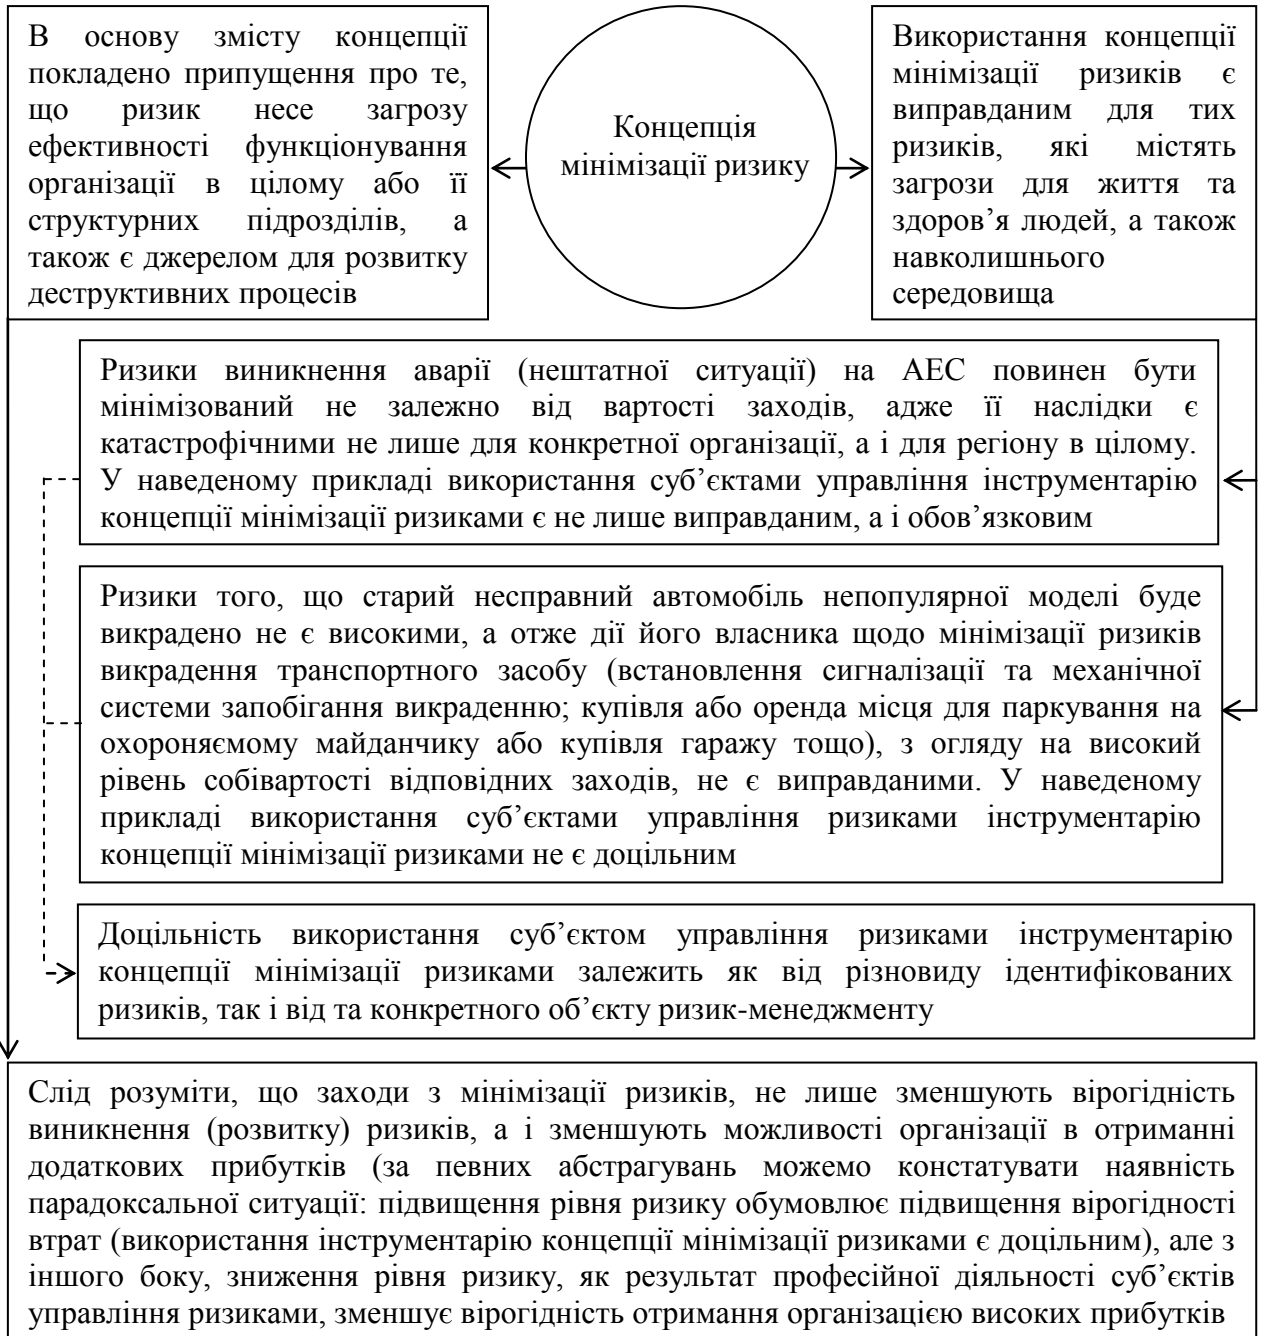 В основу змісту концепції
покладено припущення про те,
що ризик несе загрозу
ефективності функціонування
організації в цілому або її
структурних підрозділів, а
також є джерелом для розвитку
деструктивних процесів
Концепція
мінімізації ризику
Використання концепції
мінімізації ризиків є
виправданим для тих
ризиків, які містять
загрози для життя та
здоров’я людей, а також
навколишнього
середовища
Ризики виникнення аварії (нештатної ситуації) на АЕС повинен бути
мінімізований не залежно від вартості заходів, адже її наслідки є
катастрофічними не лише для конкретної організації, а і для регіону в цілому.
У наведеному прикладі використання суб’єктами управління інструментарію
концепції мінімізації ризиками є не лише виправданим, а і обов’язковим
Ризики того, що старий несправний автомобіль непопулярної моделі буде
викрадено не є високими, а отже дії його власника щодо мінімізації ризиків
викрадення транспортного засобу (встановлення сигналізації та механічної
системи запобігання викраденню; купівля або оренда місця для паркування на
охороняємому майданчику або купівля гаражу тощо), з огляду на високий
рівень собівартості відповідних заходів, не є виправданими. У наведеному
прикладі використання суб’єктами управління ризиками інструментарію
концепції мінімізації ризиками не є доцільним
Доцільність використання суб’єктом управління ризиками інструментарію
концепції мінімізації ризиками залежить як від різновиду ідентифікованих
ризиків, так і від та конкретного об’єкту ризик-менеджменту
Слід розуміти, що заходи з мінімізації ризиків, не лише зменшують вірогідність
виникнення (розвитку) ризиків, а і зменшують можливості організації в отриманні
додаткових прибутків (за певних абстрагувань можемо констатувати наявність
парадоксальної ситуації: підвищення рівня ризику обумовлює підвищення вірогідності
втрат (використання інструментарію концепції мінімізації ризиками є доцільним), але з
іншого боку, зниження рівня ризику, як результат професійної діяльності суб’єктів
управління ризиками, зменшує вірогідність отримання організацією високих прибутків